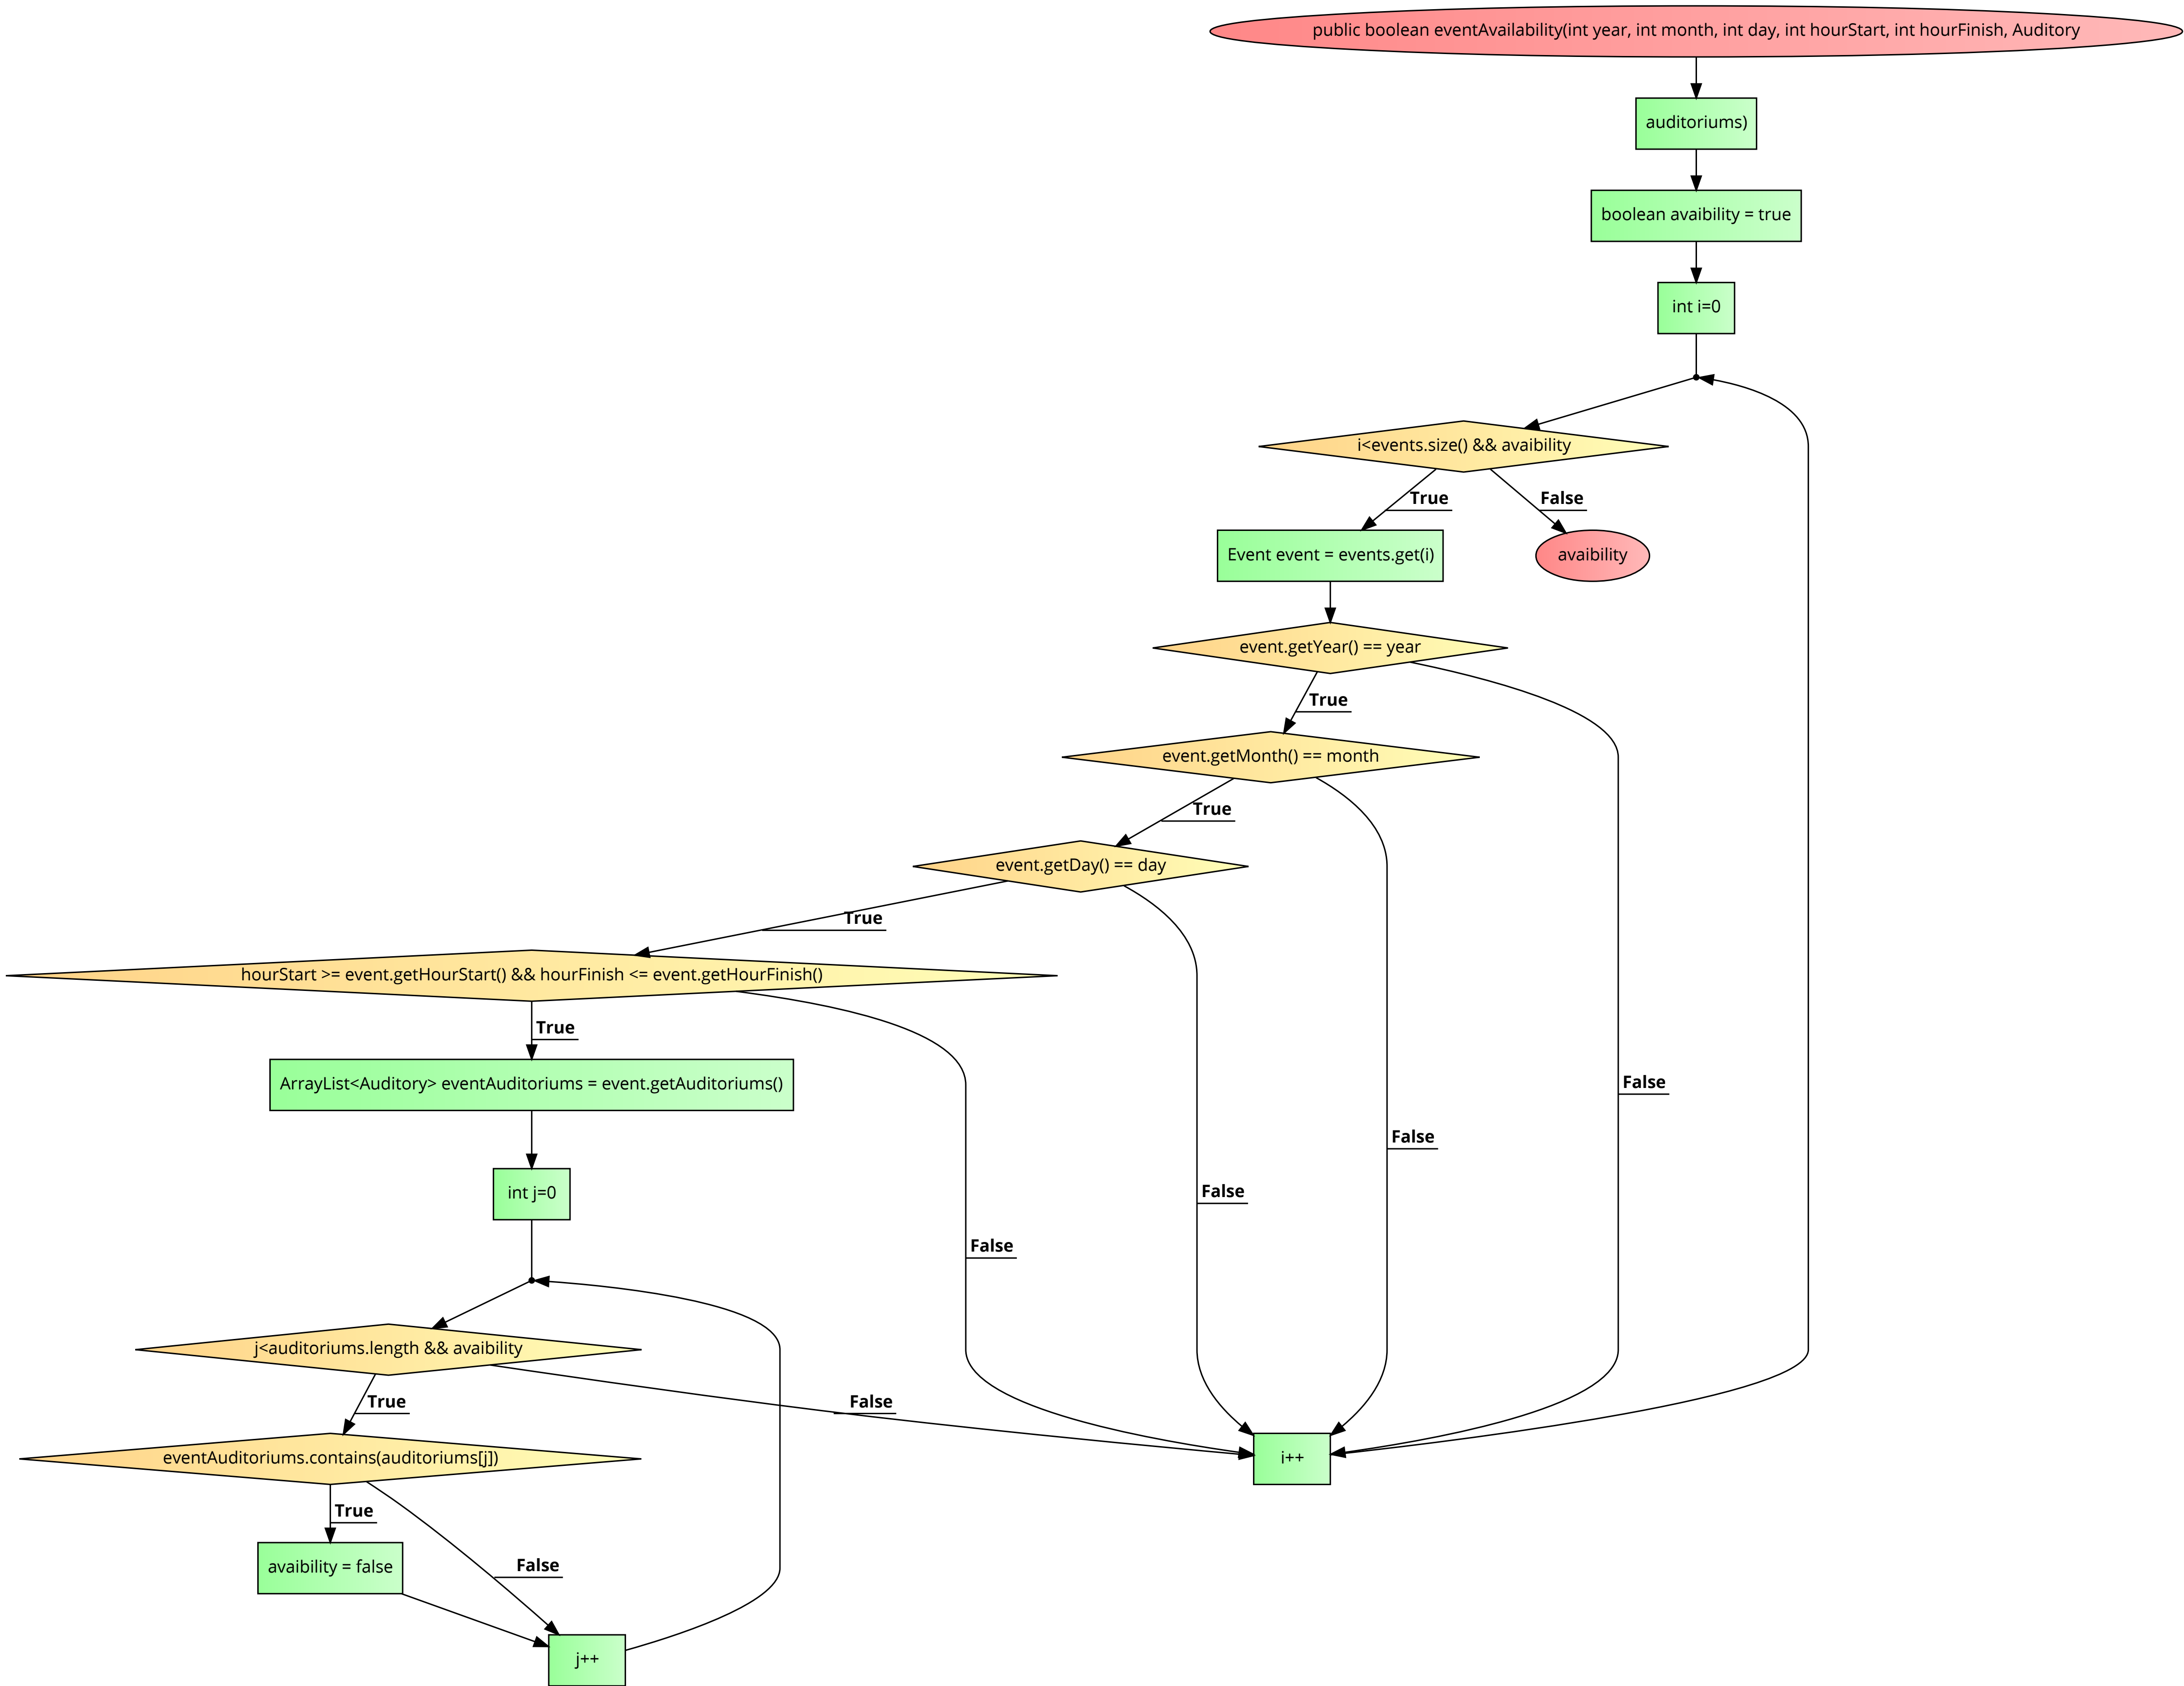 public boolean eventAvailability(int year, int month, int day, int hourStart, int hourFinish, Auditory
auditoriums)
boolean avaibility = true
int i=0
i<events.size() && avaibility
True
False
Event event = events.get(i)
avaibility
event.getYear() == year
True
event.getMonth() == month
True
event.getDay() == day
True
hourStart >= event.getHourStart() && hourFinish <= event.getHourFinish()
True
ArrayList<Auditory> eventAuditoriums = event.getAuditoriums()
False
False
int j=0
False
False
j<auditoriums.length && avaibility
True
False
eventAuditoriums.contains(auditoriums[j])
i++
True
avaibility = false
False
j++